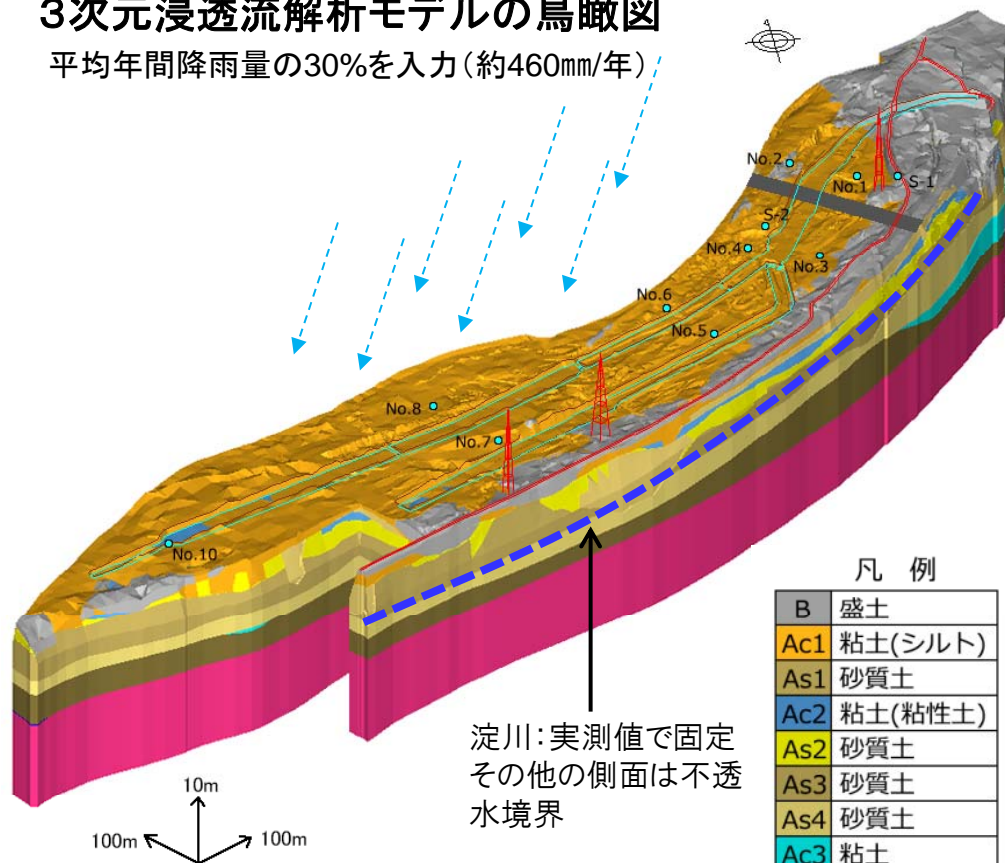 3次元浸透流解析モデルの鳥瞰図
平均年間降雨量の30%を入力(約460㎜/年)
No.2
No.1
S-1
S-2
No.4
No.3
No.6
No.5
No.8
No.7
No.10
淀川:実測値で固定
その他の側面は不透
水境界
10m
100m
100m
凡 例
B 盛土
Ac1 粘土(シルト)
As1 砂質土
Ac2 粘土(粘性土)
As2 砂質土
As3 砂質土
As4 砂質土
Ac3 粘土